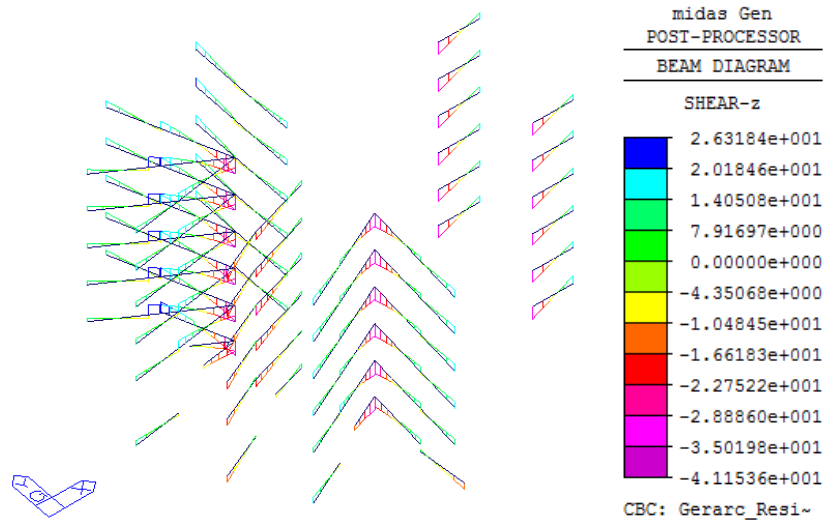 midas Gen
POST-PROCESSOR
BEAM DIAGRAM
SHEAR-z
2.63184e+001
2.01846e+001
1.40508e+001
7.91697e+000
0.00000e+000
-4.35068e+000
-1.04845e+001
-1.66183e+001
-2.27522e+001
-2.88860e+001
-3.50198e+001
-4.11536e+001
CBC: Gerarc_Resi~